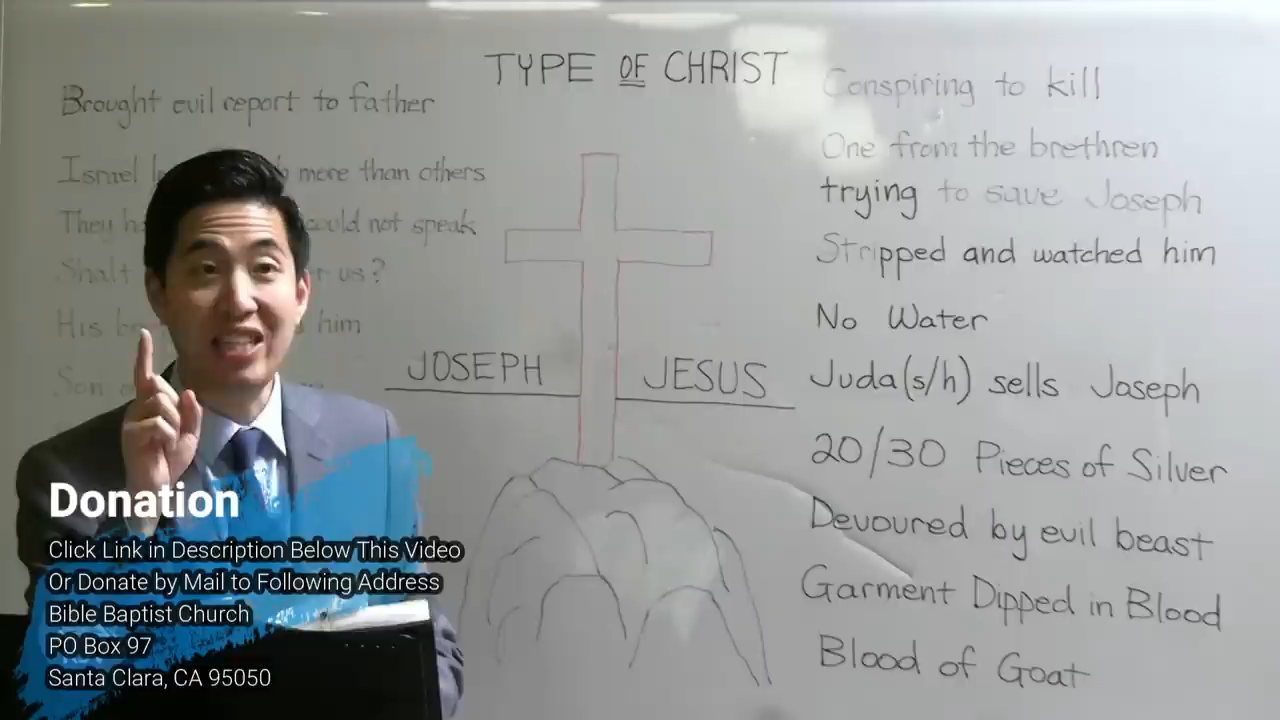 TYPE OF CHRIST
Brought evil report to father
Israel more than others
They could not speak
Shalt us?
His him
Son
JOSEPH
JESUS
Conspiring to kill
One from the brethren
trying to save Joseph
Stripped and watched him
No Water
Juda(s/h) sells Joseph
20/30 Pieces of Silver
Devoured by evil beast
Garment Dipped in Blood
Blood of Goat
Donation
Click Link in Description Below This Video
Or Donate by Mail to Following Address
Bible Baptist Church
PO Box 97
Santa Clara, CA 95050